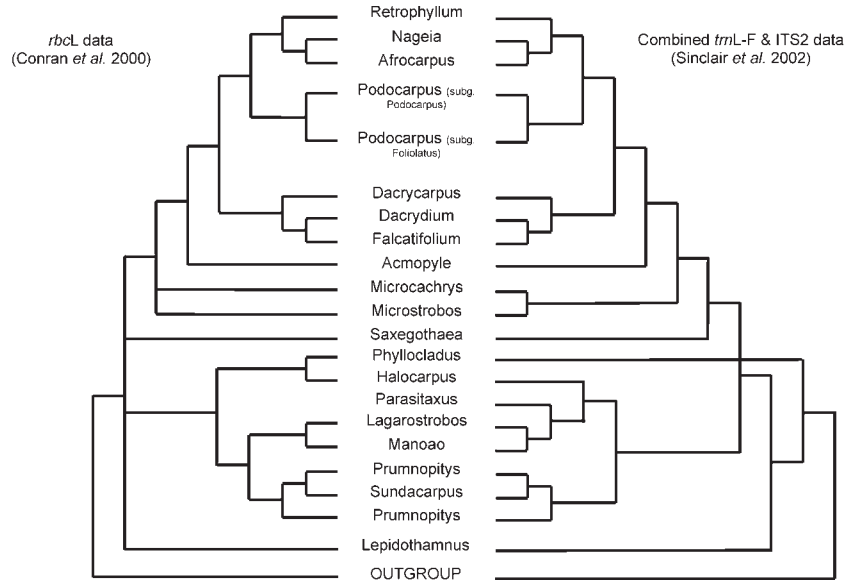 rbcL data
(Conran et al. 2000)
Combined trnL-F & ITS2 data
(Sinclair et al. 2002)
Retrophyllum
Nageia
Afrocarpus
Podocarpus (subg.
Podocarpus)
Podocarpus (subg.
Foliolatus)
Dacrycarpus
Dacrydium
Falcatifolium
Acmopyle
Microcachrys
Microstrobos
Saxegothaea
Phyllocladus
Halocarpus
Parasitaxus
Lagarostrobos
Manoao
Prumnopitys
Sundacarpus
Prumnopitys
Lepidothamnus
OUTGROUP